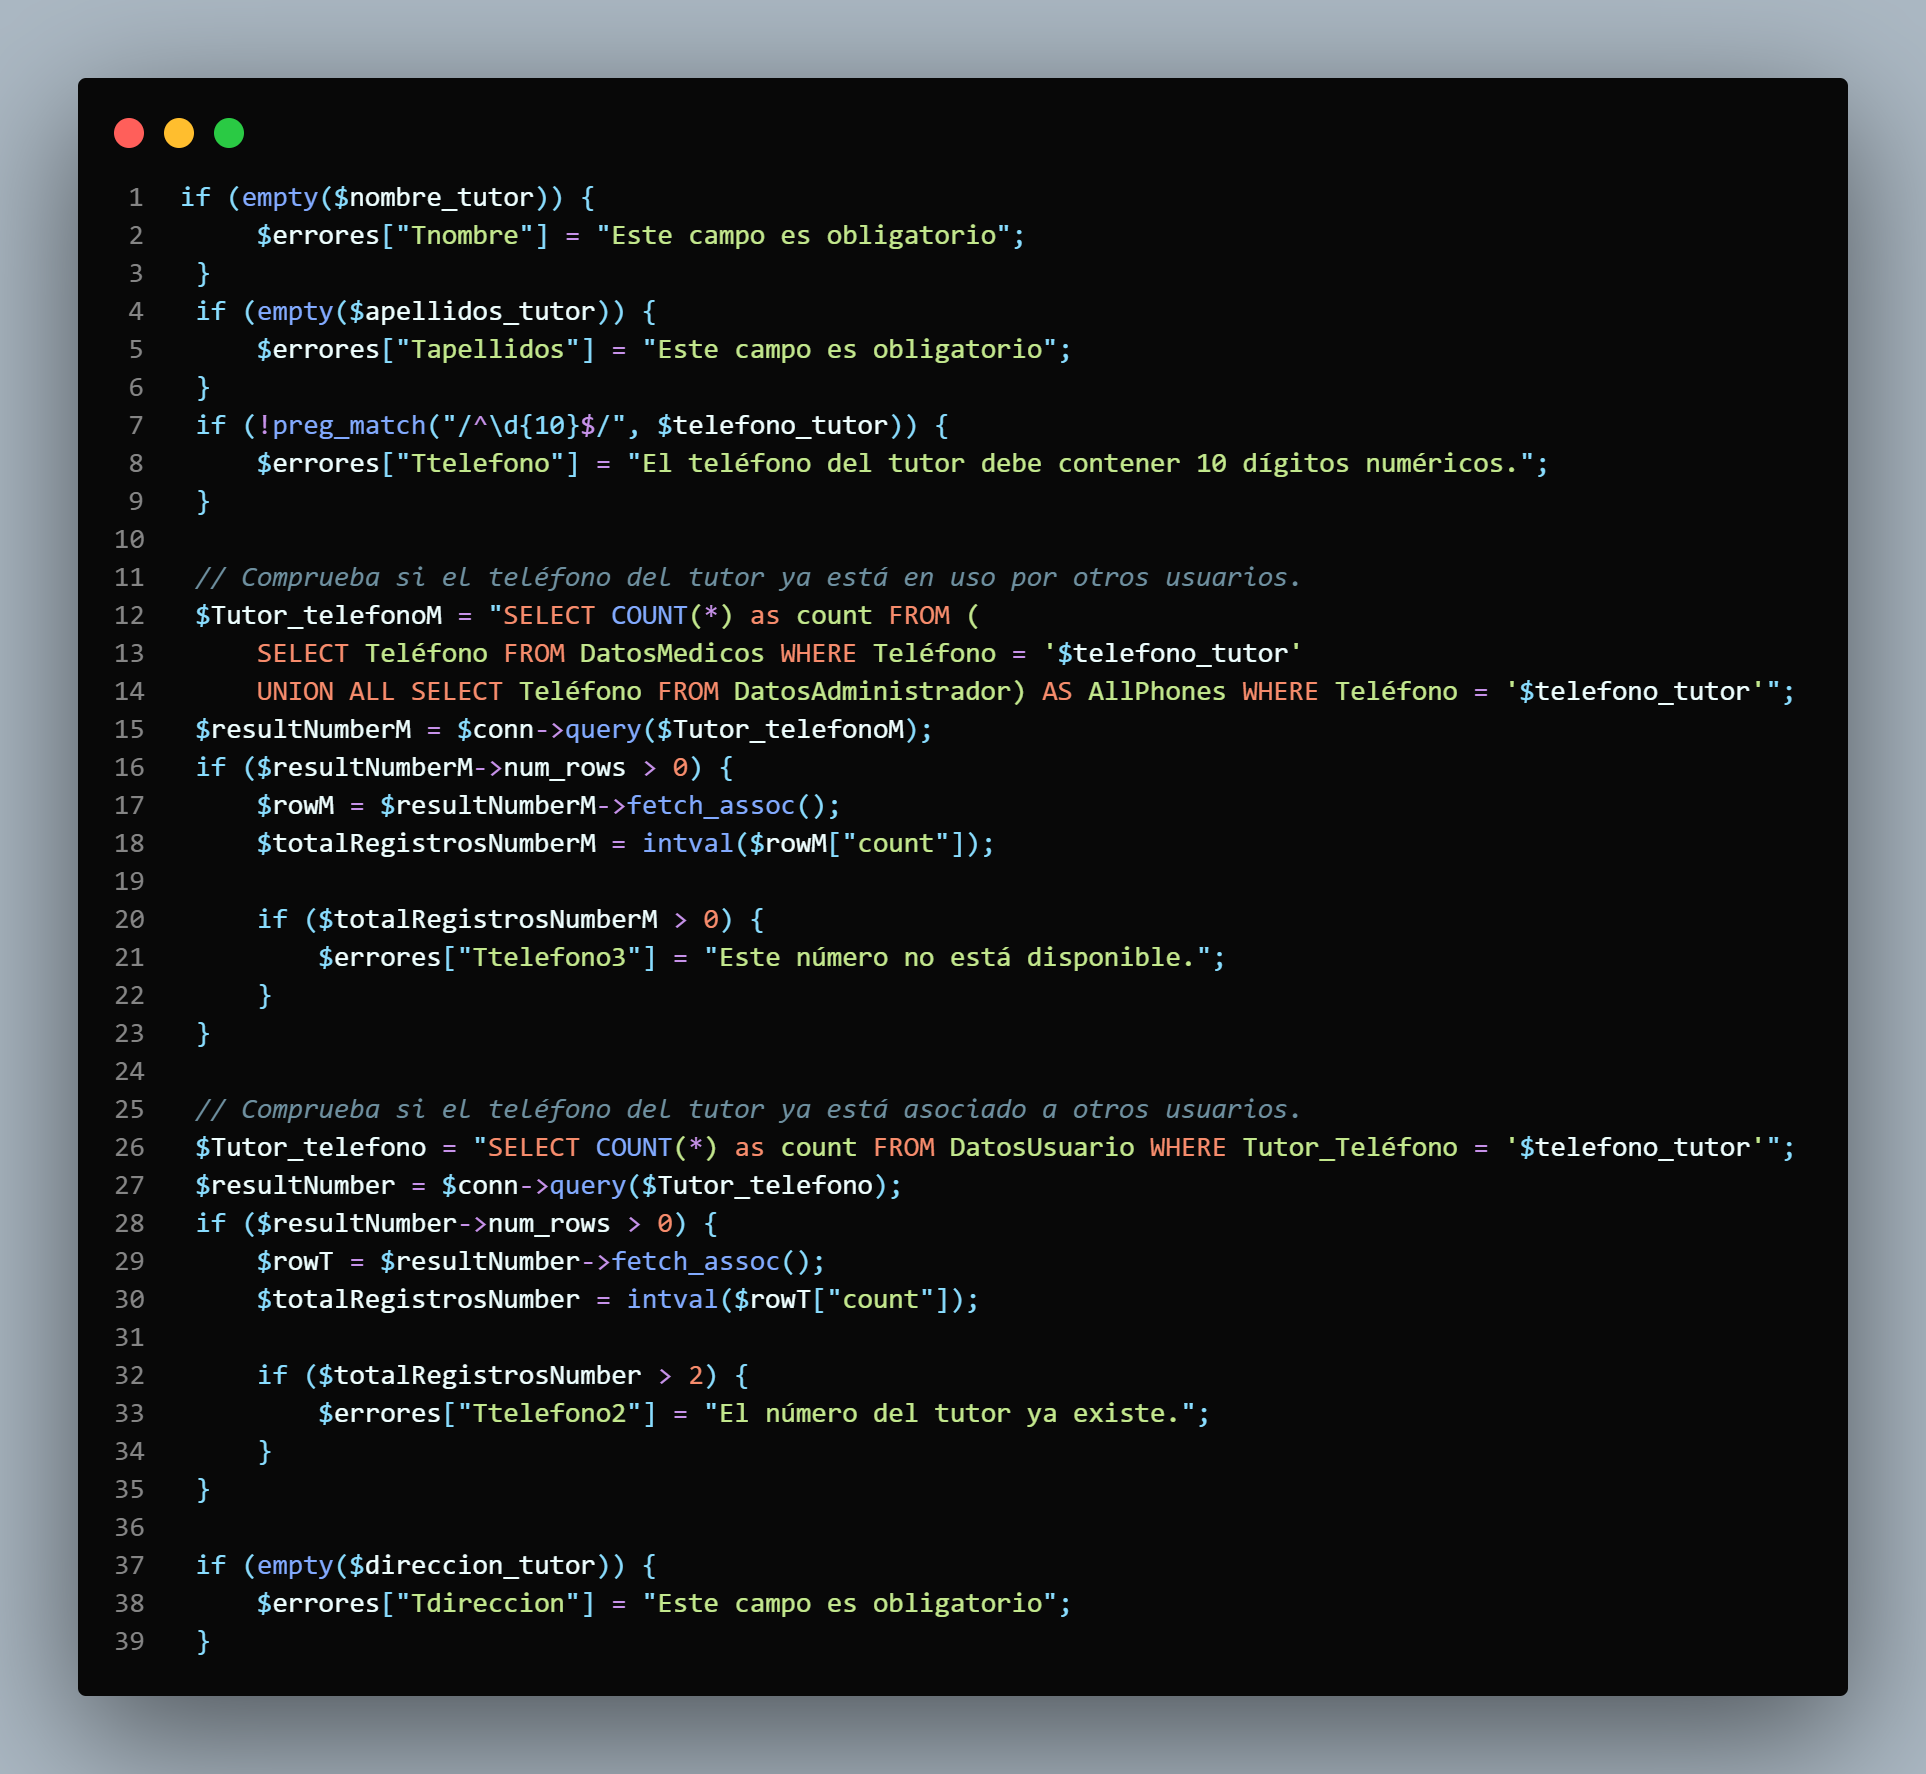 1 if (empty($nombre_tutor)) {
2 $errores["Tnombre"] = "Este campo es obligatorio";
3 }
4 if (empty($apellidos_tutor)) {
5 $errores["Tapellidos"] = "Este campo es obligatorio";
6 }
7 if (!preg_match("/^\d{10}$/", $telefono_tutor)) {
8 $errores["Ttelefono"] = "El teléfono del tutor debe contener 10 dígitos numéricos.";
9 }
10
11 // Comprueba si el teléfono del tutor ya está en uso por otros usuarios.
12 $Tutor_telefonoM = "SELECT COUNT(*) as count FROM (
13 SELECT Teléfono FROM DatosMedicos WHERE Teléfono = '$telefono_tutor'
14 UNION ALL SELECT Teléfono FROM DatosAdministrador) AS AllPhones WHERE Teléfono = '$telefono_tutor'";
15 $resultNumberM = $conn->query($Tutor_telefonoM);
16 if ($resultNumberM->num_rows > 0) {
17 $rowM = $resultNumberM->fetch_assoc();
18 $totalRegistrosNumberM = intval($rowM["count"]);
19
20 if ($totalRegistrosNumberM > 0) {
21 $errores["Ttelefono3"] = "Este número no está disponible.";
22 }
23 }
24
25 // Comprueba si el teléfono del tutor ya está asociado a otros usuarios.
26 $Tutor_telefono = "SELECT COUNT(*) as count FROM DatosUsuario WHERE Tutor_Teléfono = '$telefono_tutor'";
27 $resultNumber = $conn->query($Tutor_telefono);
28 if ($resultNumber->num_rows > 0) {
29 $rowT = $resultNumber->fetch_assoc();
30 $totalRegistrosNumber = intval($rowT["count"]);
31
32 if ($totalRegistrosNumber > 2) {
33 $errores["Ttelefono2"] = "El número del tutor ya existe.";
34 }
35 }
36
37 if (empty($direccion_tutor)) {
38 $errores["Tdireccion"] = "Este campo es obligatorio";
39 }